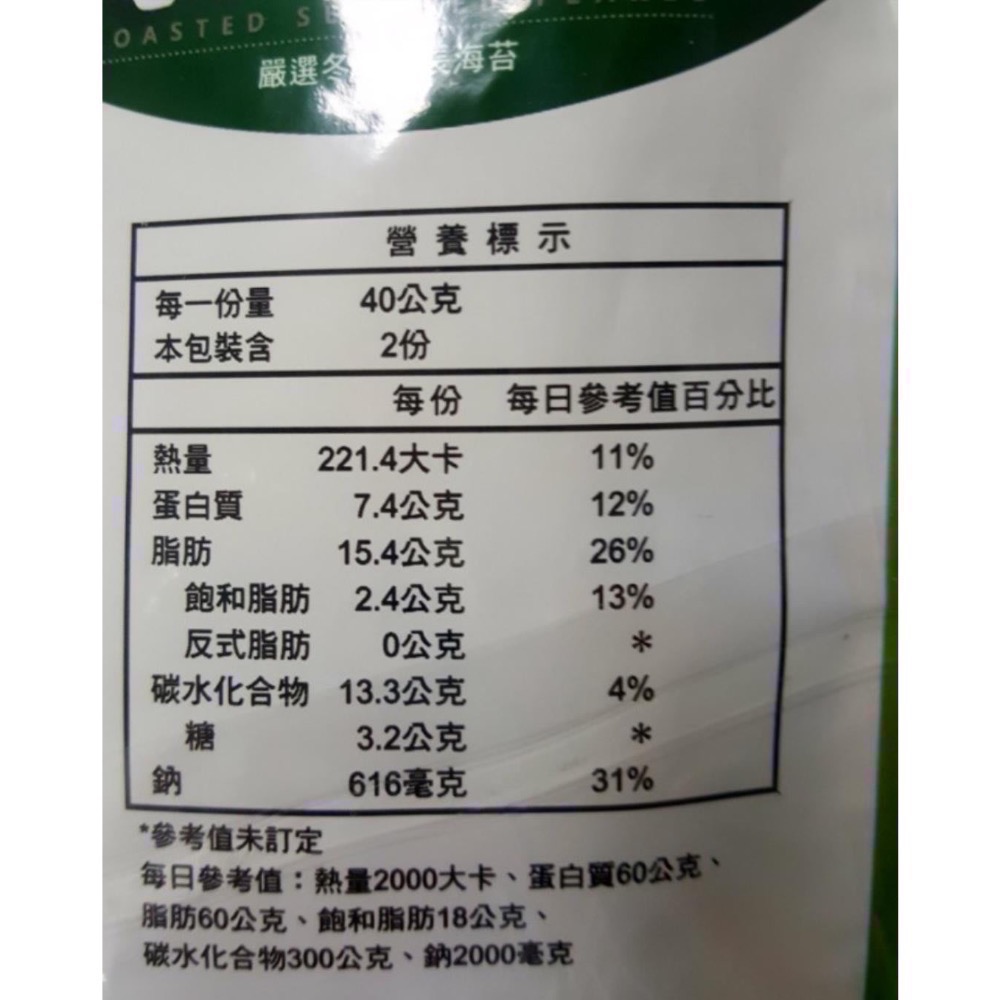 OASTED SE
嚴選冬 海苔
營養標示
每一份量 40公克
本包裝含 2份
每份 每日參考值百分比
熱量 221.4大卡 11%
蛋白質 7.4公克 12%
脂肪 15.4公克 26%
飽和脂肪 2.4公克 13%
反式脂肪 0公克 *
碳水化合物 13.3公克 4%
糖 3.2公克 *
鈉 616毫克 31%
*參考值未訂定
每日參考值：熱量2000大卡、蛋白質60公克、
脂肪60公克、飽和脂肪18公克、
碳水化合物300公克、鈉2000毫克